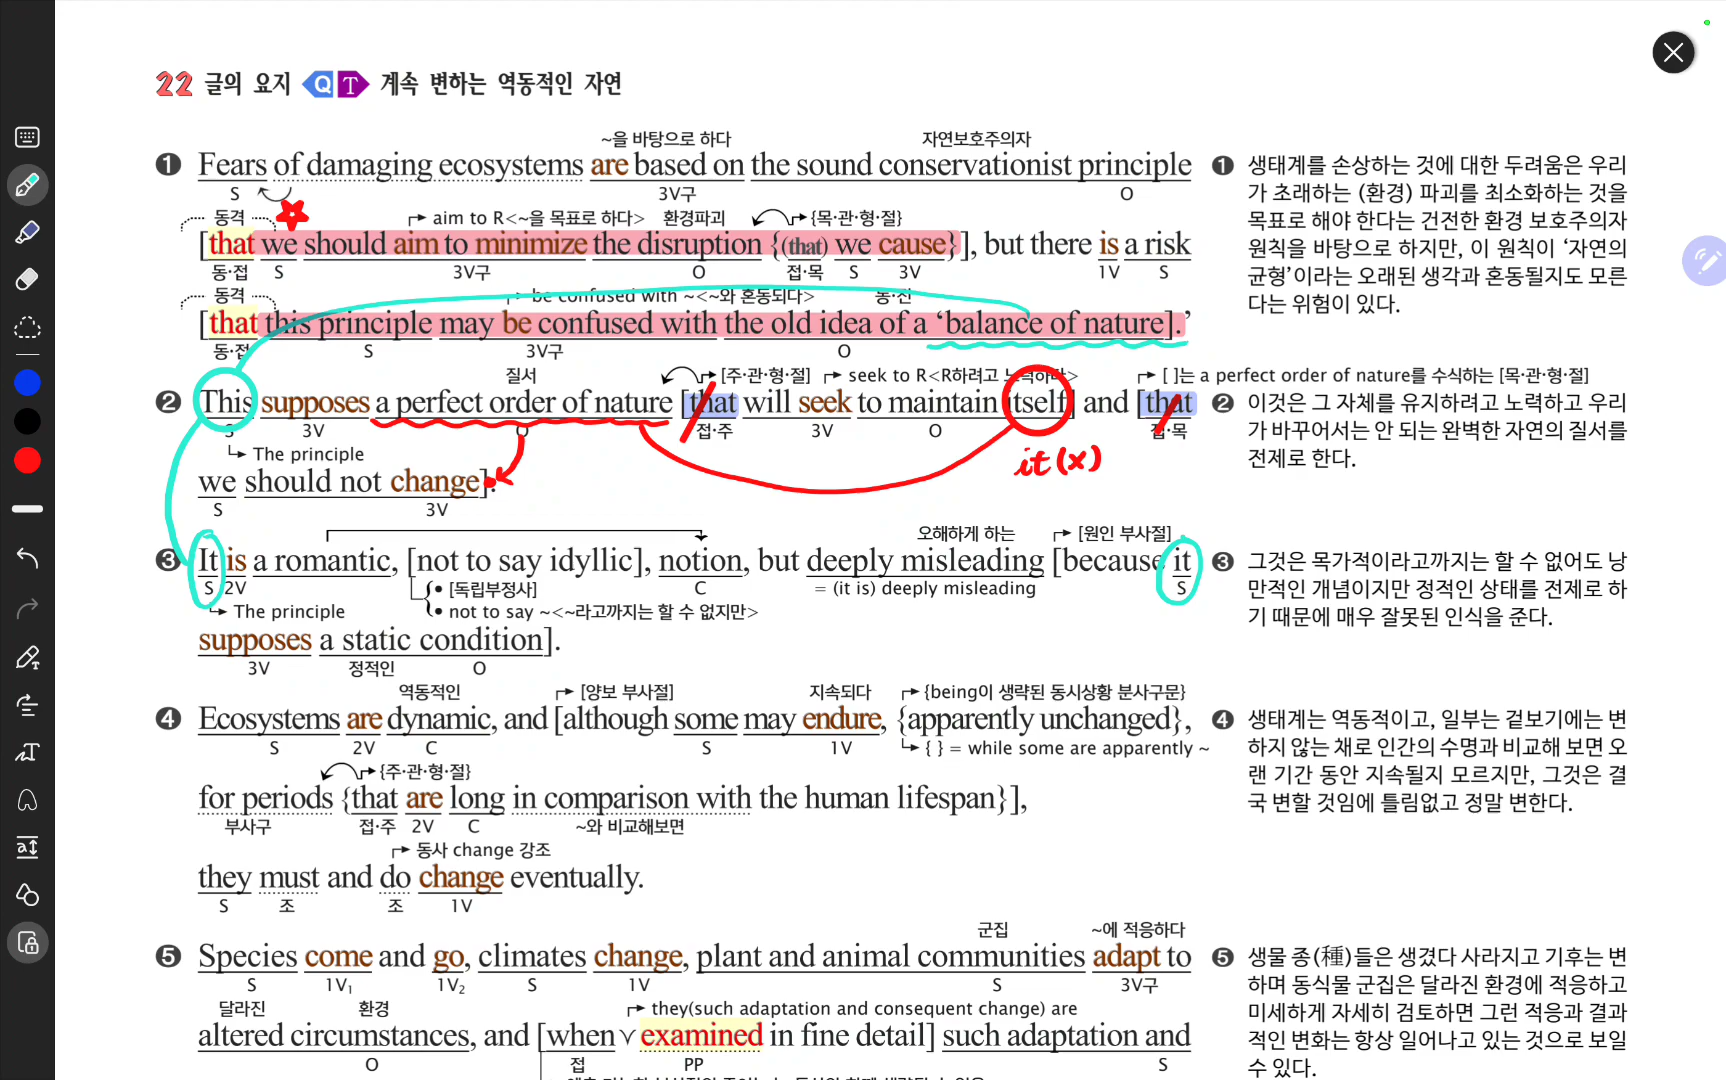 22 글의 요지 Q T 계속 변하는 역동적인 자연
~을 바탕으로 하다 자연보호주의자
❶ Fears of damaging ecosystems are based on the sound conservationist principle
S 3V구 O
동격 aim to R<~을 목표로 하다> 환경파괴 {목·관·형·절}
[that we should aim to minimize the disruption {(that) we cause}], but there is a risk
동·접 S 3V구 O 접·목 S 3V 1V S
동격 be confused with ~<~와 혼동되다>
[that this principle may be confused with the old idea of a ‘balance of nature].’
동·접 S 3V구 O
질서 [주·관·형·절] seek to R<R하려고 노력하다> [ ]는 a perfect order of nature를 수식하는 [목·관·형·절]
❷ This supposes a perfect order of nature [that will seek to maintain itself] and [that
S 3V O 접·주 3V O 접·목
The principle
it (x)
we should not change].
S 3V
오해하게 하는 [원인 부사절]
❸ It is a romantic, [not to say idyllic], notion, but deeply misleading [because it
S 2V • [독립부정사] C = (it is) deeply misleading S
The principle • not to say ~<~라고까지는 할 수 없지만>
supposes a static condition].
3V 정적인 O
역동적인 [양보 부사절] 지속되다 {being이 생략된 동시상황 분사구문}
❹ Ecosystems are dynamic, and [although some may endure, {apparently unchanged},
S 2V C S 1V { } = while some are apparently ~
{주·관·형·절}
for periods {that are long in comparison with the human lifespan}],
부사구 접·주 2V C ~와 비교해보면
동사 change 강조
they must and do change eventually.
S 조 조 1V
군집 ~에 적응하다
❺ Species come and go, climates change, plant and animal communities adapt to
S 1V₁ 1V₂ S 1V S 3V구
달라진 환경 they(such adaptation and consequent change) are
altered circumstances, and [when ∨ examined in fine detail] such adaptation and
O 접 PP S
❶ 생태계를 손상하는 것에 대한 두려움은 우리
가 초래하는 (환경) 파괴를 최소화하는 것을
목표로 해야 한다는 건전한 환경 보호주의자
원칙을 바탕으로 하지만, 이 원칙이 ‘자연의
균형’이라는 오래된 생각과 혼동될지도 모른
다는 위험이 있다.
❷ 이것은 그 자체를 유지하려고 노력하고 우리
가 바꾸어서는 안 되는 완벽한 자연의 질서를
전제로 한다.
❸ 그것은 목가적이라고까지는 할 수 없어도 낭
만적인 개념이지만 정적인 상태를 전제로 하
기 때문에 매우 잘못된 인식을 준다.
❹ 생태계는 역동적이고, 일부는 겉보기에는 변
하지 않는 채로 인간의 수명과 비교해 보면 오
랜 기간 동안 지속될지 모르지만, 그것은 결
국 변할 것임에 틀림없고 정말 변한다.
❺ 생물 종(種)들은 생겼다 사라지고 기후는 변
하며 동식물 군집은 달라진 환경에 적응하고
미세하게 자세히 검토하면 그런 적응과 결과
적인 변화는 항상 일어나고 있는 것으로 보일
수 있다.